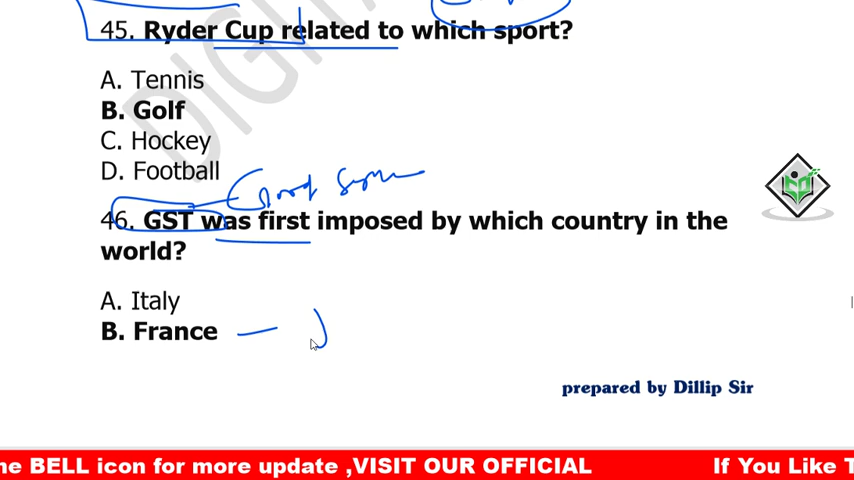 45. Ryder Cup related to which sport?
A. Tennis
B. Golf
C. Hockey
D. Football
46. GST was first imposed by which country in the
world?
A. Italy
B. France
prepared by Dillip Sir
he BELL icon for more update ,VISIT OUR OFFICIAL If You Like T